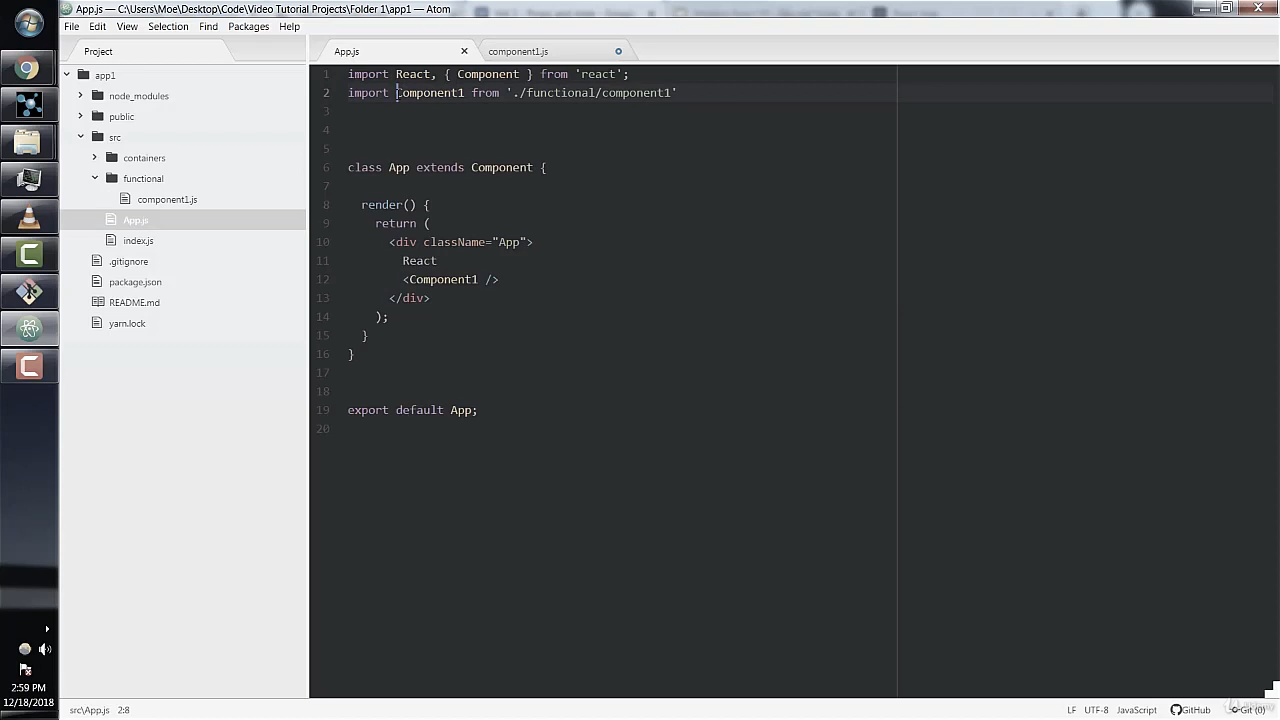 App.js — C:\Users\Moe\Desktop\Code\Video Tutorial Projects\Folder 1\app1 — Atom
File Edit View Selection Find Packages Help
Project
App.js
component1.js
app1
node_modules
public
src
containers
functional
component1.js
App.js
index.js
.gitignore
package.json
README.md
yarn.lock
1 import React, { Component } from 'react';
2 import Component1 from './functional/component1'
3
4
5
6 class App extends Component {
7
8 render() {
9 return (
10 <div className="App">
11 React
12 <Component1 />
13 </div>
14 );
15 }
16 }
17
18
19 export default App;
20
2:59 PM
12/18/2018
src\App.js 2:8
LF UTF-8 JavaScript GitHub Git (0)